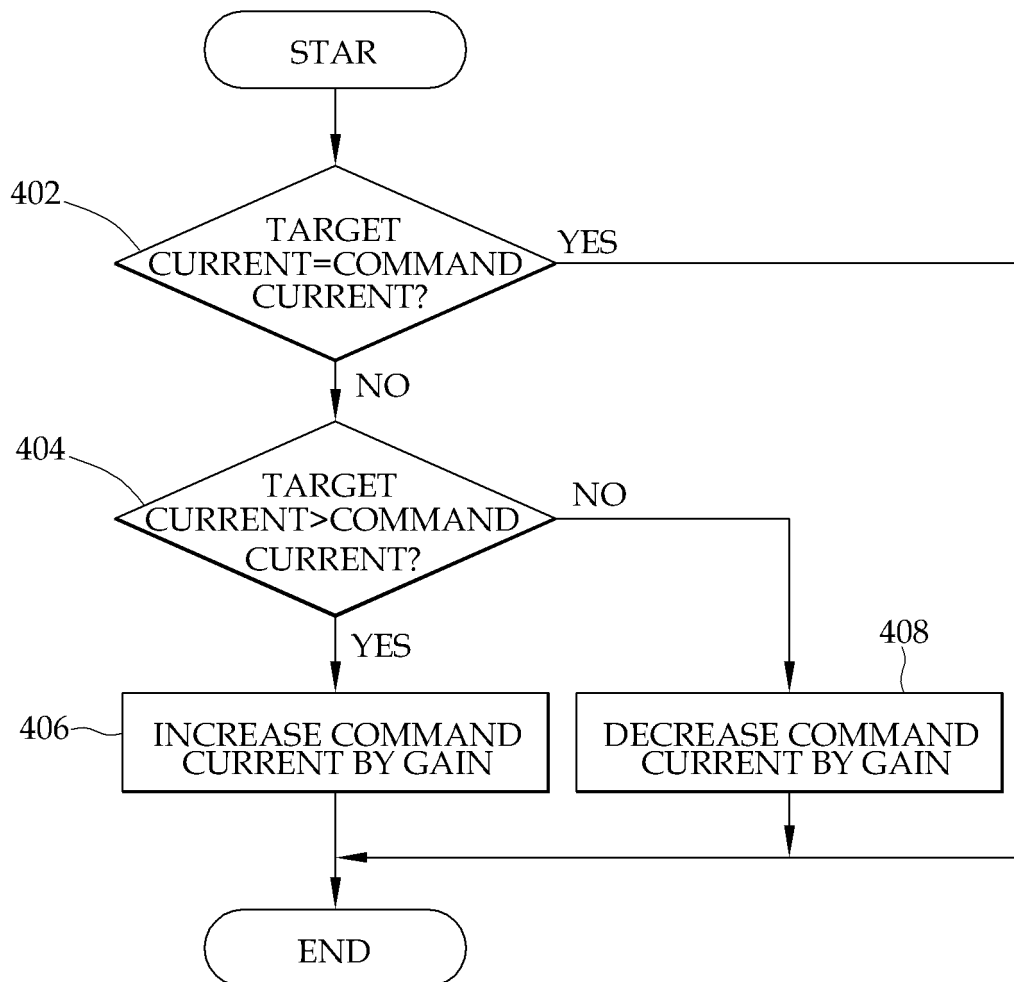 STAR
402
TARGET
CURRENT=COMMAND
CURRENT?
YES
NO
404
TARGET
CURRENT>COMMAND
CURRENT?
NO
YES
408
406
INCREASE COMMAND
CURRENT BY GAIN
DECREASE COMMAND
CURRENT BY GAIN
END